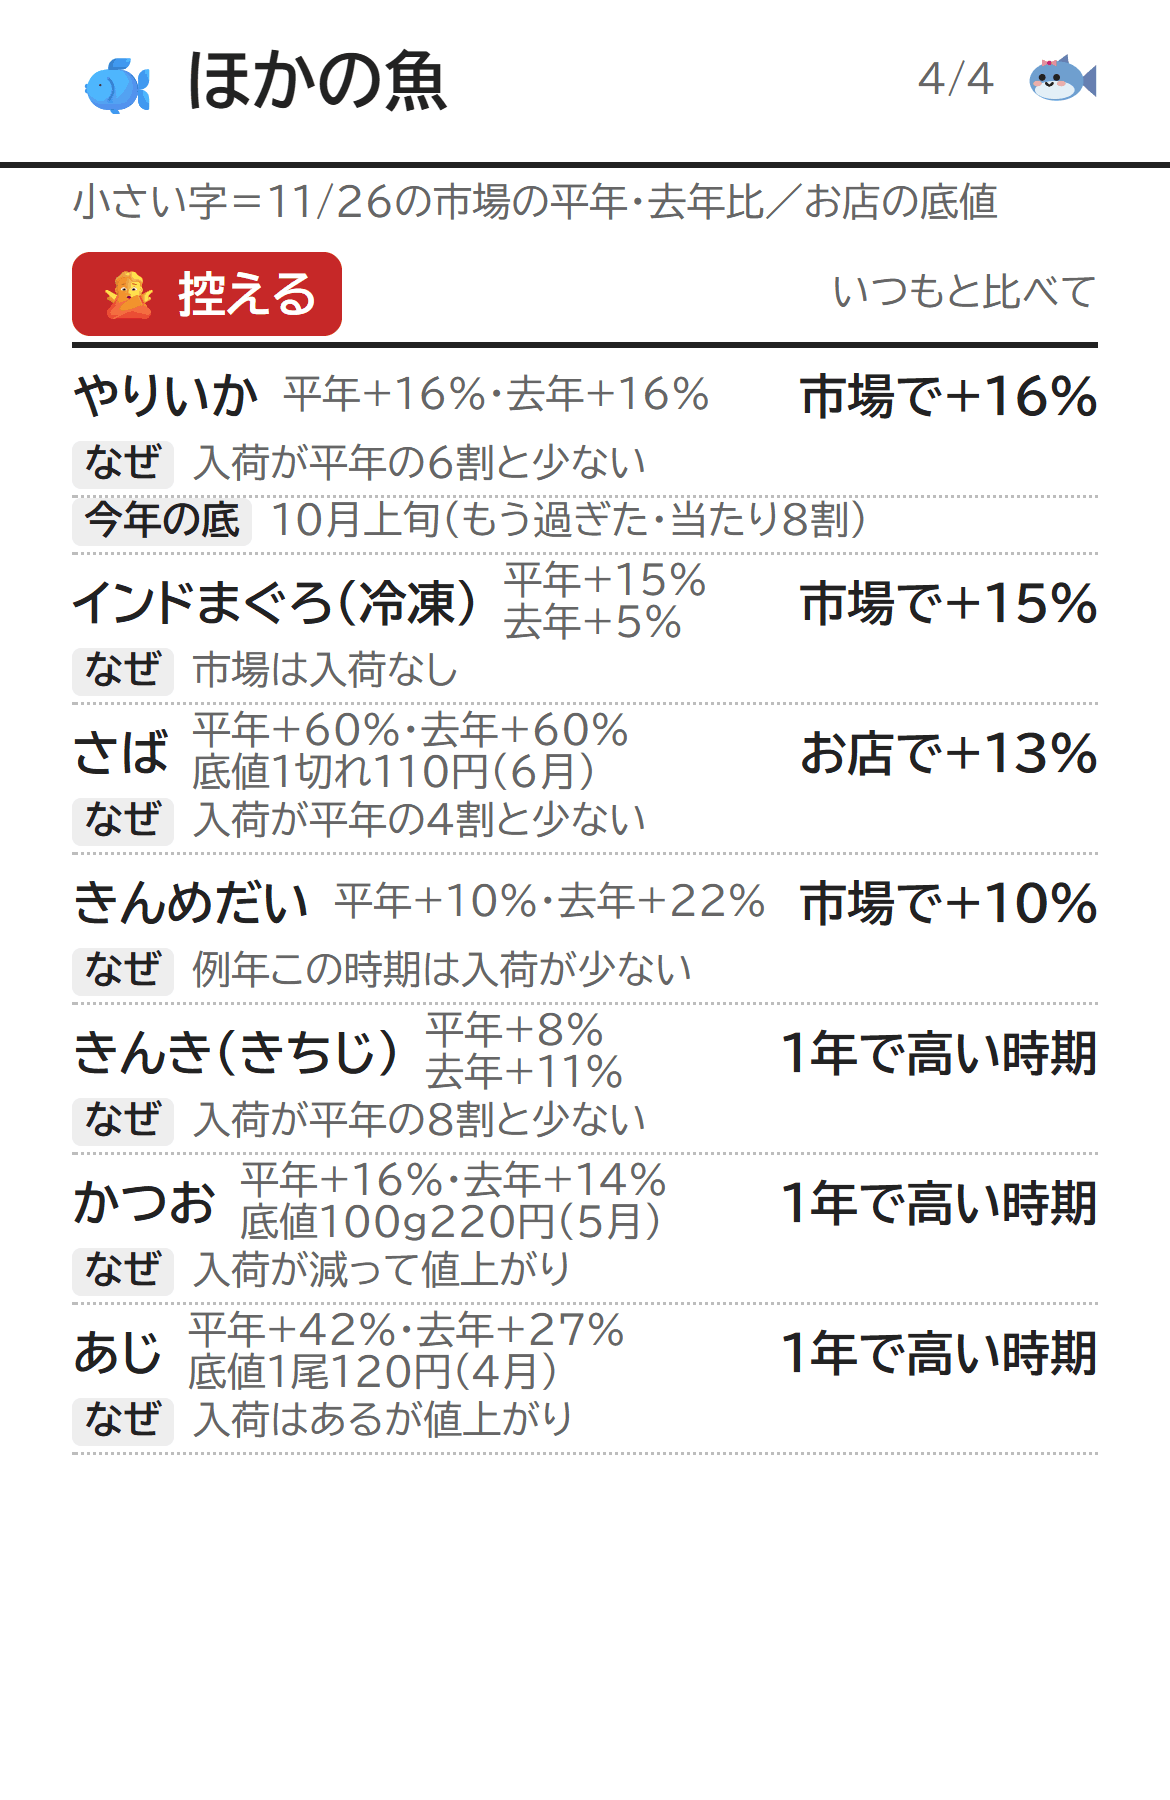 ほかの魚
4/4
小さい字＝11/26の市場の平年・去年比／お店の底値
控える
いつもと比べて
やりいか 平年+16%・去年+16% 市場で+16%
なぜ 入荷が平年の6割と少ない
今年の底 10月上旬（もう過ぎた・当たり8割）
インドまぐろ（冷凍） 平年+15% 去年+5% 市場で+15%
なぜ 市場は入荷なし
さば 平年+60%・去年+60% 底値1切れ110円（6月） お店で+13%
なぜ 入荷が平年の4割と少ない
きんめだい 平年+10%・去年+22% 市場で+10%
なぜ 例年この時期は入荷が少ない
きんき（きちじ） 平年+8% 去年+11% 1年で高い時期
なぜ 入荷が平年の8割と少ない
かつお 平年+16%・去年+14% 底値100g220円（5月） 1年で高い時期
なぜ 入荷が減って値上がり
あじ 平年+42%・去年+27% 底値1尾120円（4月） 1年で高い時期
なぜ 入荷はあるが値上がり